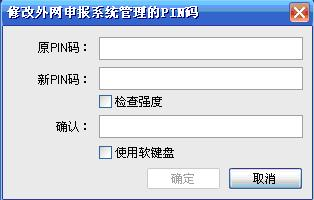 修改外网申报系统管理的PIN码
原PIN码：
新PIN码：
检查强度
确认：
使用软键盘
确定 取消